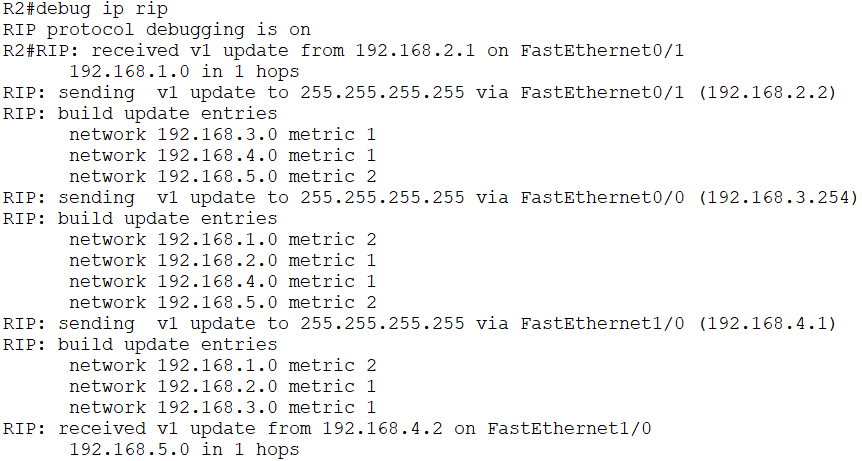 R2#debug ip rip
RIP protocol debugging is on
R2#RIP: received v1 update from 192.168.2.1 on FastEthernet0/1
      192.168.1.0 in 1 hops
RIP: sending  v1 update to 255.255.255.255 via FastEthernet0/1 (192.168.2.2)
RIP: build update entries
      network 192.168.3.0 metric 1
      network 192.168.4.0 metric 1
      network 192.168.5.0 metric 2
RIP: sending  v1 update to 255.255.255.255 via FastEthernet0/0 (192.168.3.254)
RIP: build update entries
      network 192.168.1.0 metric 2
      network 192.168.2.0 metric 1
      network 192.168.4.0 metric 1
      network 192.168.5.0 metric 2
RIP: sending  v1 update to 255.255.255.255 via FastEthernet1/0 (192.168.4.1)
RIP: build update entries
      network 192.168.1.0 metric 2
      network 192.168.2.0 metric 1
      network 192.168.3.0 metric 1
RIP: received v1 update from 192.168.4.2 on FastEthernet1/0
      192.168.5.0 in 1 hops